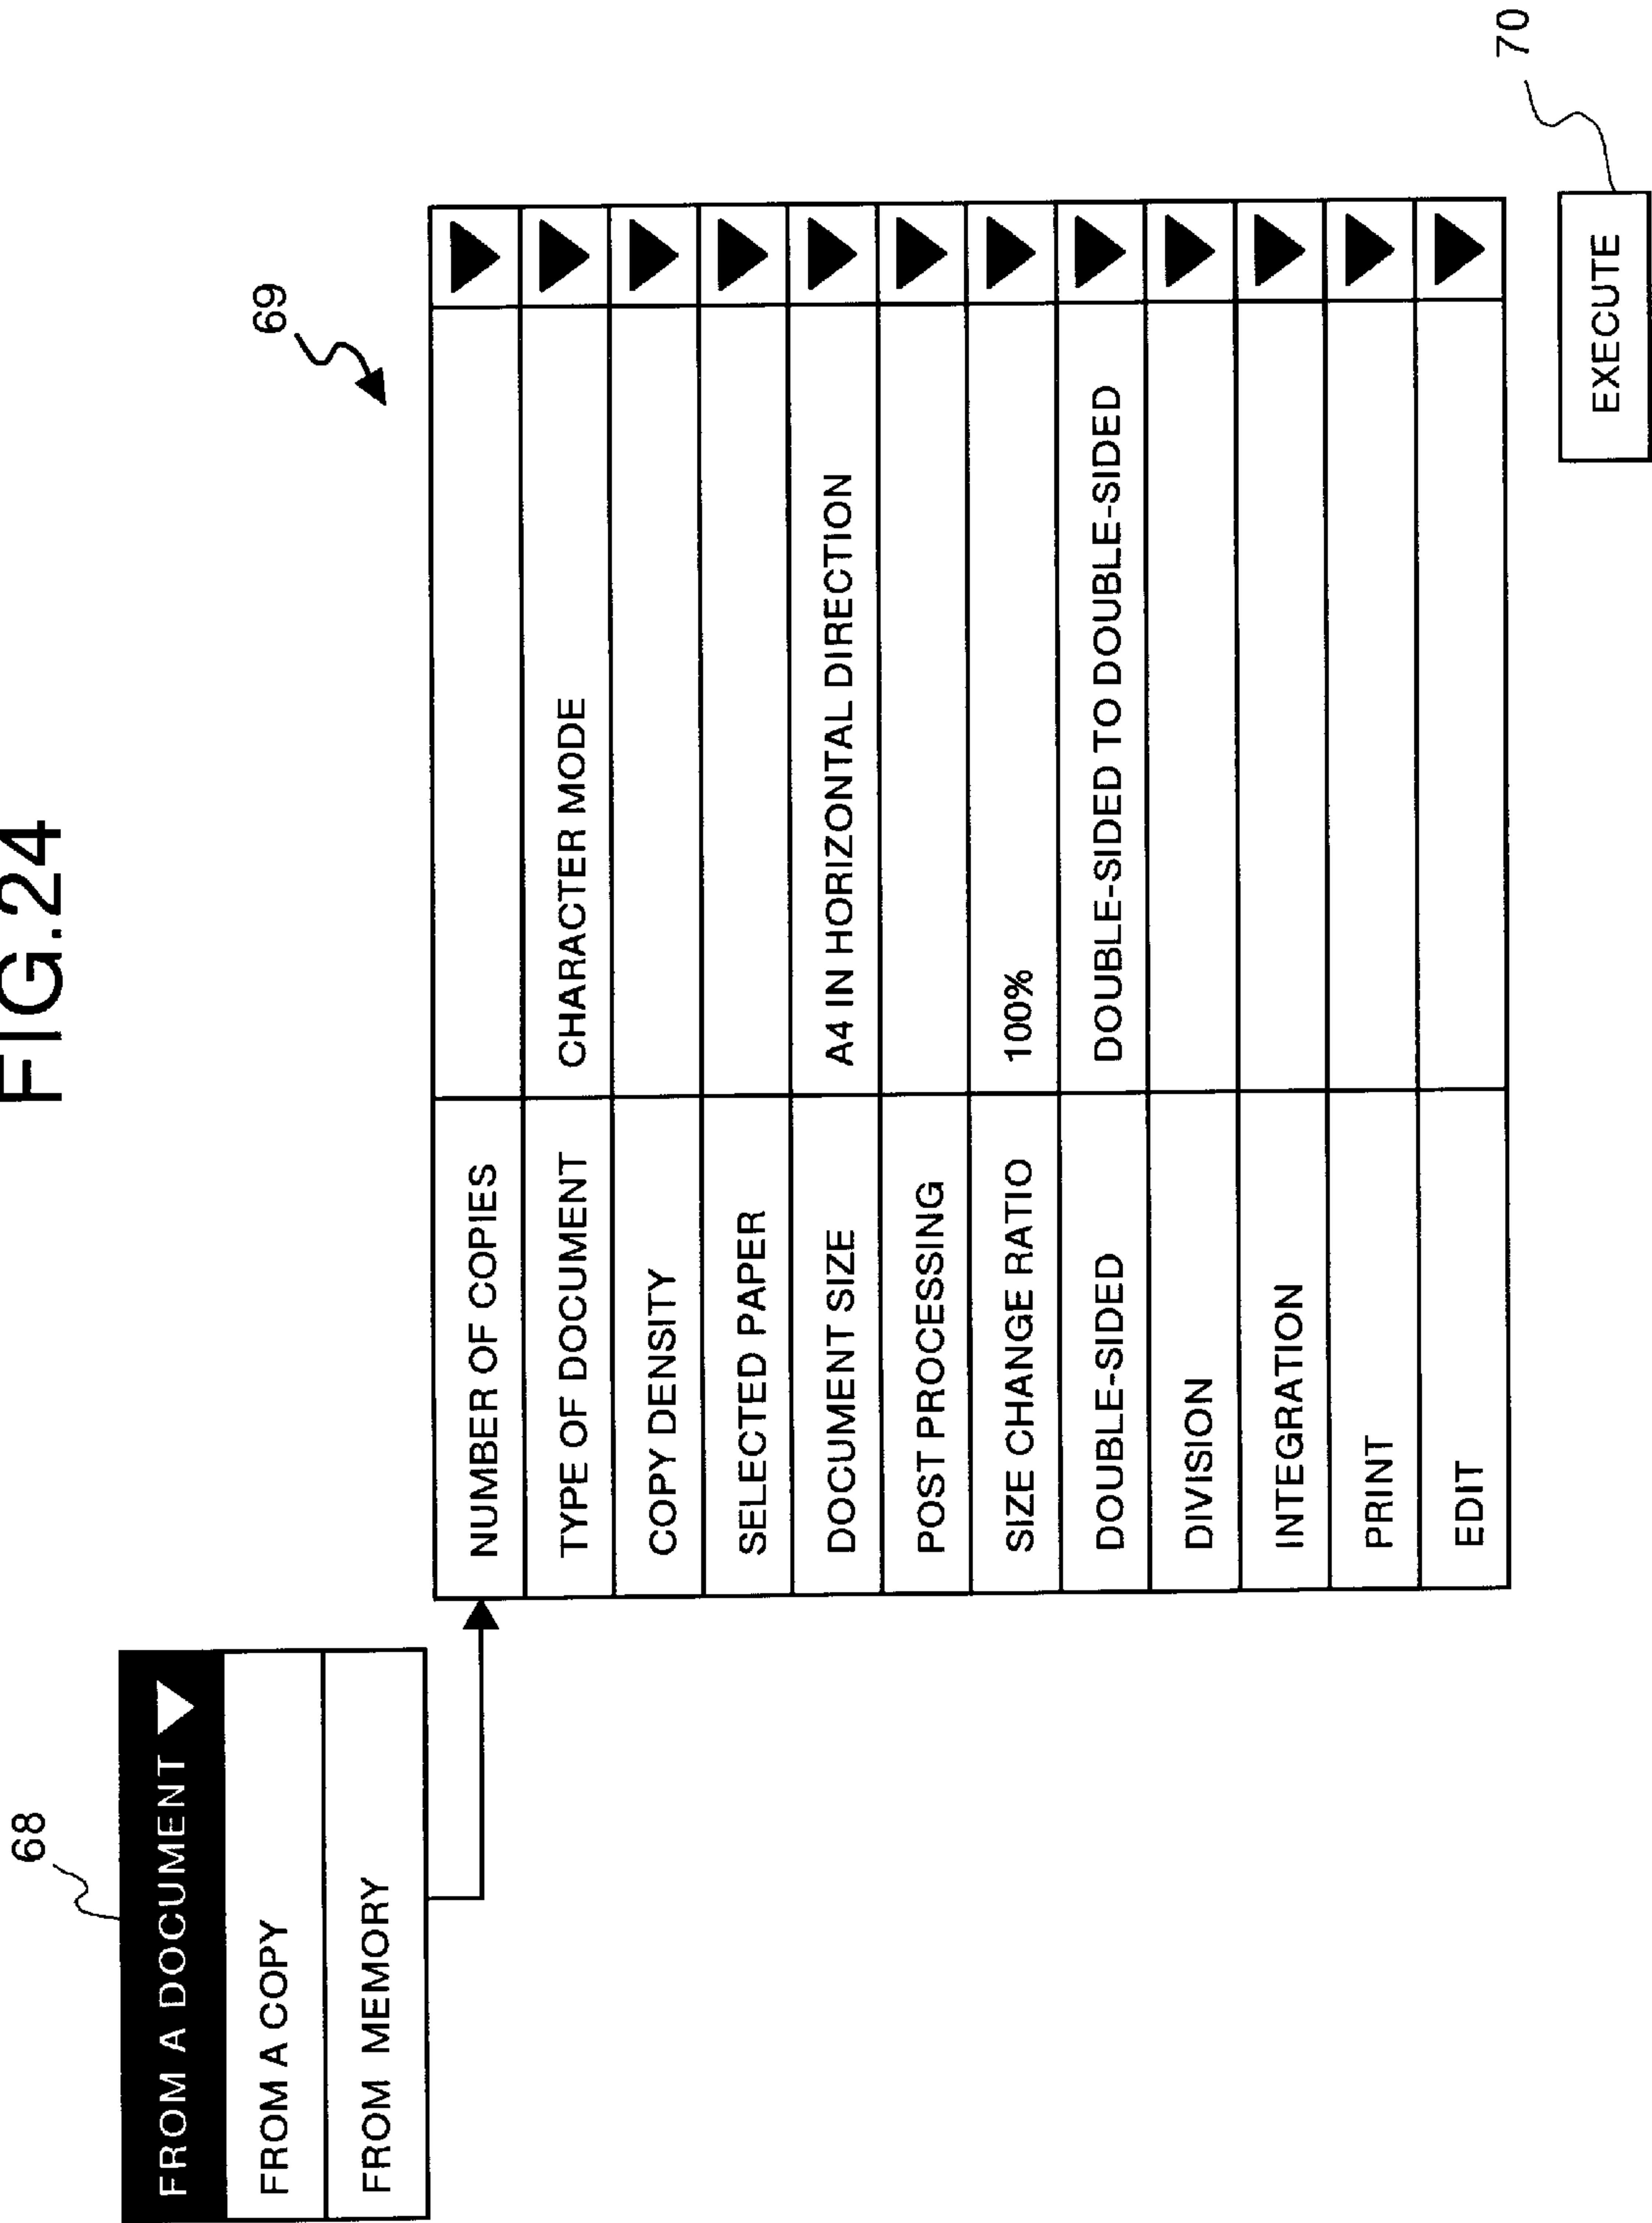 FIG.24
68
FROM A DOCUMENT
FROM A COPY
FROM MEMORY
69
NUMBER OF COPIES
TYPE OF DOCUMENT CHARACTER MODE
COPY DENSITY
SELECTED PAPER
DOCUMENT SIZE A4 IN HORIZONTAL DIRECTION
POST PROCESSING
SIZE CHANGE RATIO 100%
DOUBLE-SIDED DOUBLE-SIDED TO DOUBLE-SIDED
DIVISION
INTEGRATION
PRINT
EDIT
EXECUTE
70